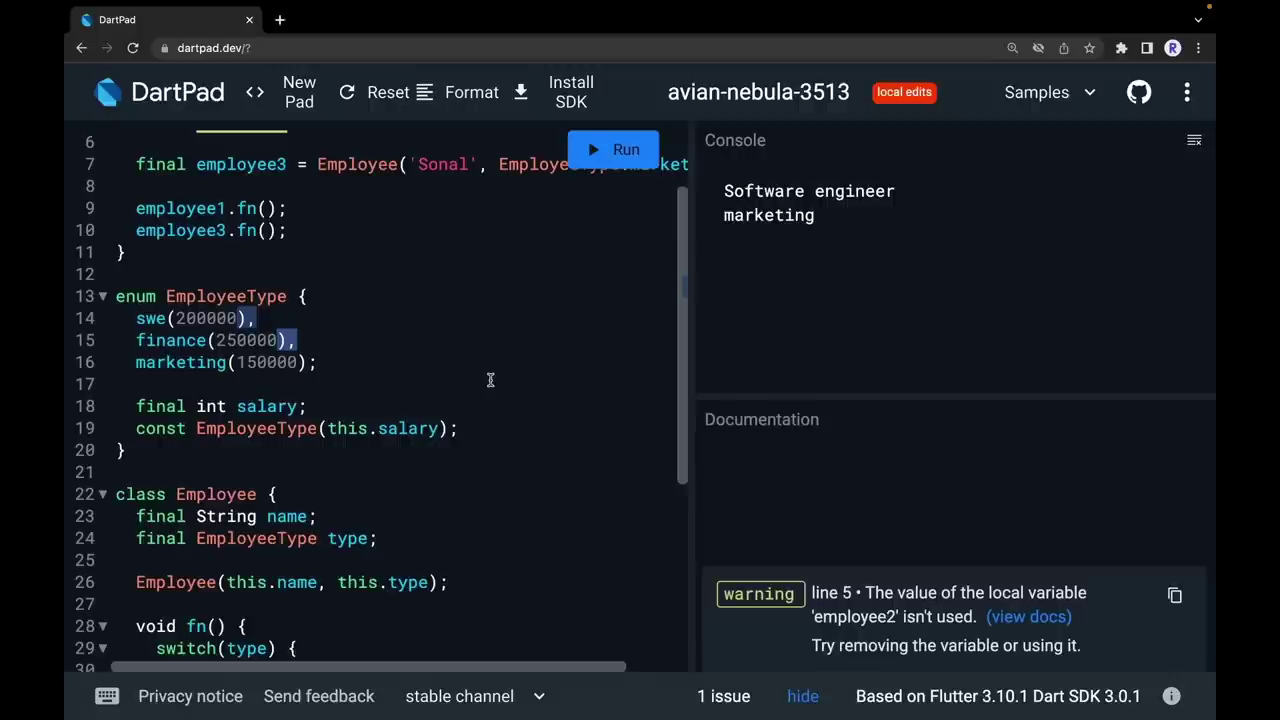 DartPad
dartpad.dev/?
R
DartPad
<> New Pad
Reset
Format
Install SDK
avian-nebula-3513
local edits
Samples
6
7 final employee3 = Employee('Sonal',
Run
8
9 employee1.fn();
10 employee3.fn();
11 }
12
13 enum EmployeeType {
14 swe(200000),
15 finance(250000),
16 marketing(150000);
17
18 final int salary;
19 const EmployeeType(this.salary);
20 }
21
22 class Employee {
23 final String name;
24 final EmployeeType type;
25
26 Employee(this.name, this.type);
27
28 void fn() {
29 switch(type) {
30
Console
Software engineer
marketing
Documentation
warning
line 5 • The value of the local variable
'employee2' isn't used. (view docs)
Try removing the variable or using it.
Privacy notice
Send feedback
stable channel
1 issue
hide
Based on Flutter 3.10.1 Dart SDK 3.0.1